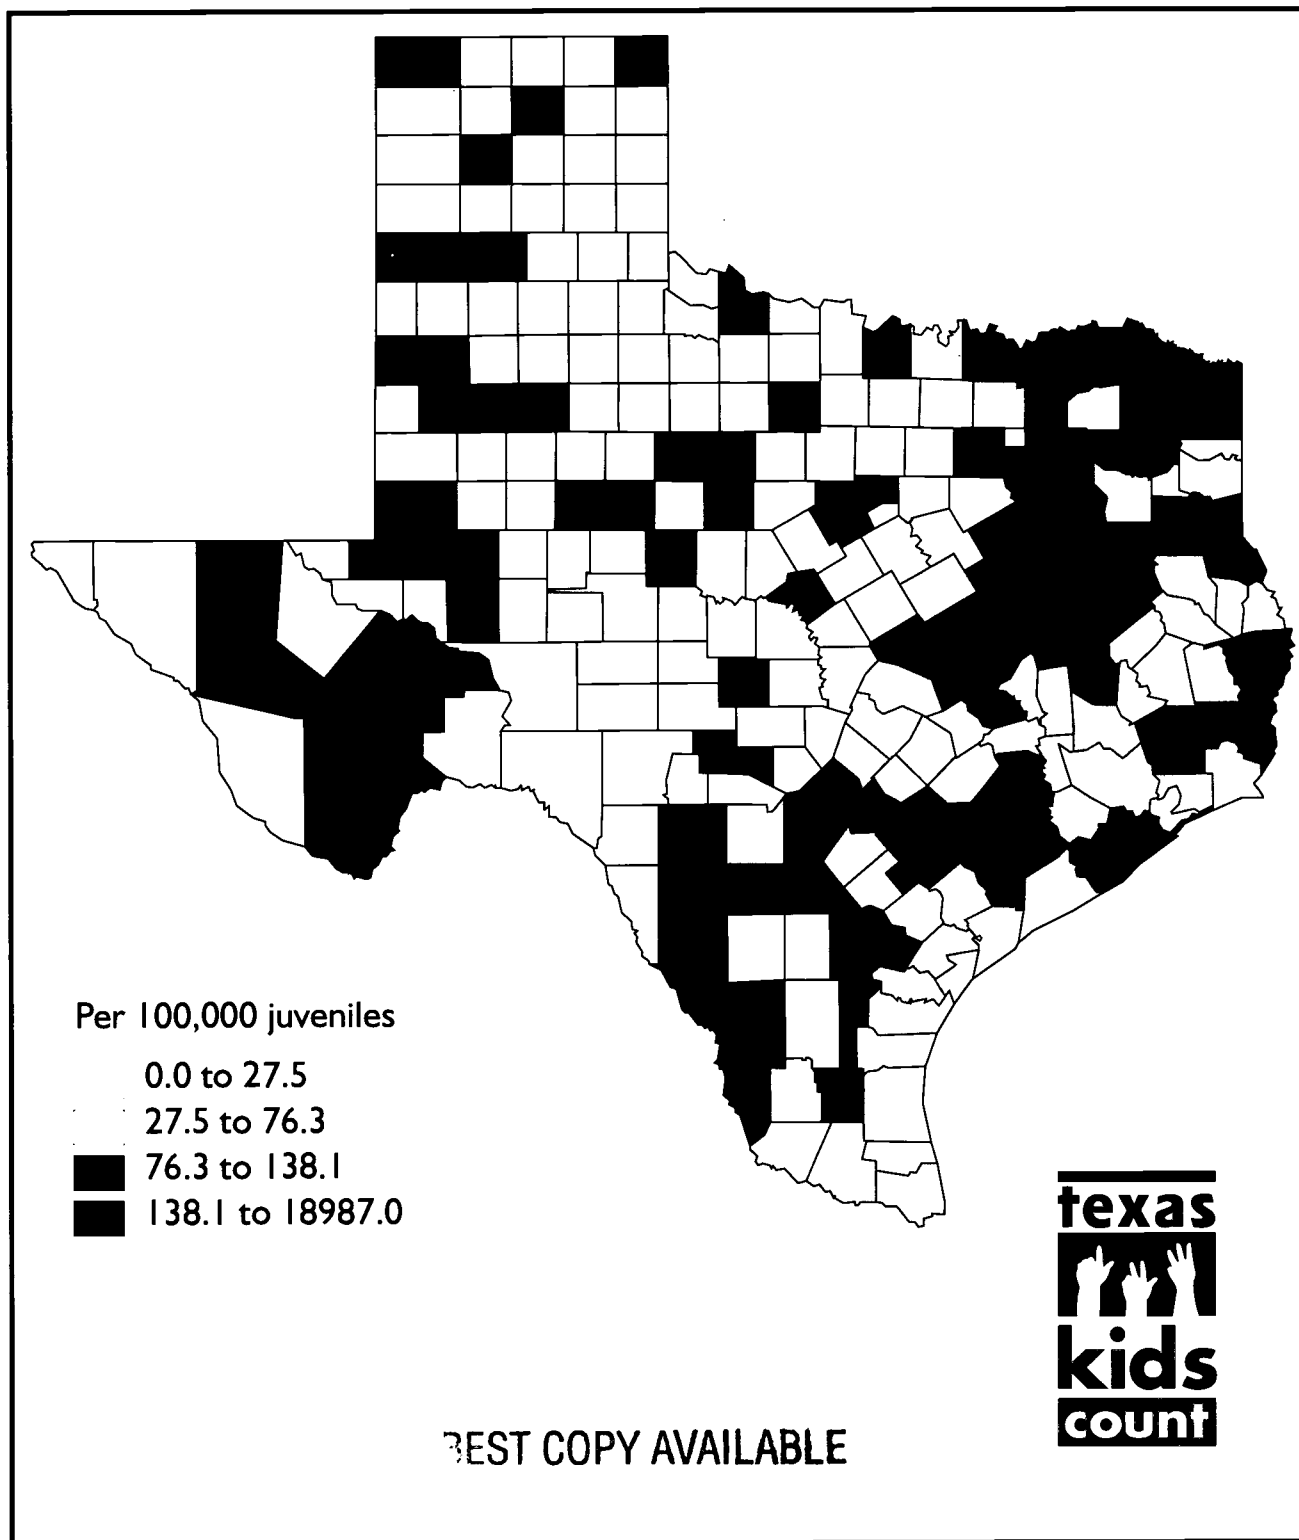 Per 100,000 juveniles
0.0 to 27.5
27.5 to 76.3
76.3 to 138.1
138.1 to 18987.0
texas
kids
count
BEST COPY AVAILABLE